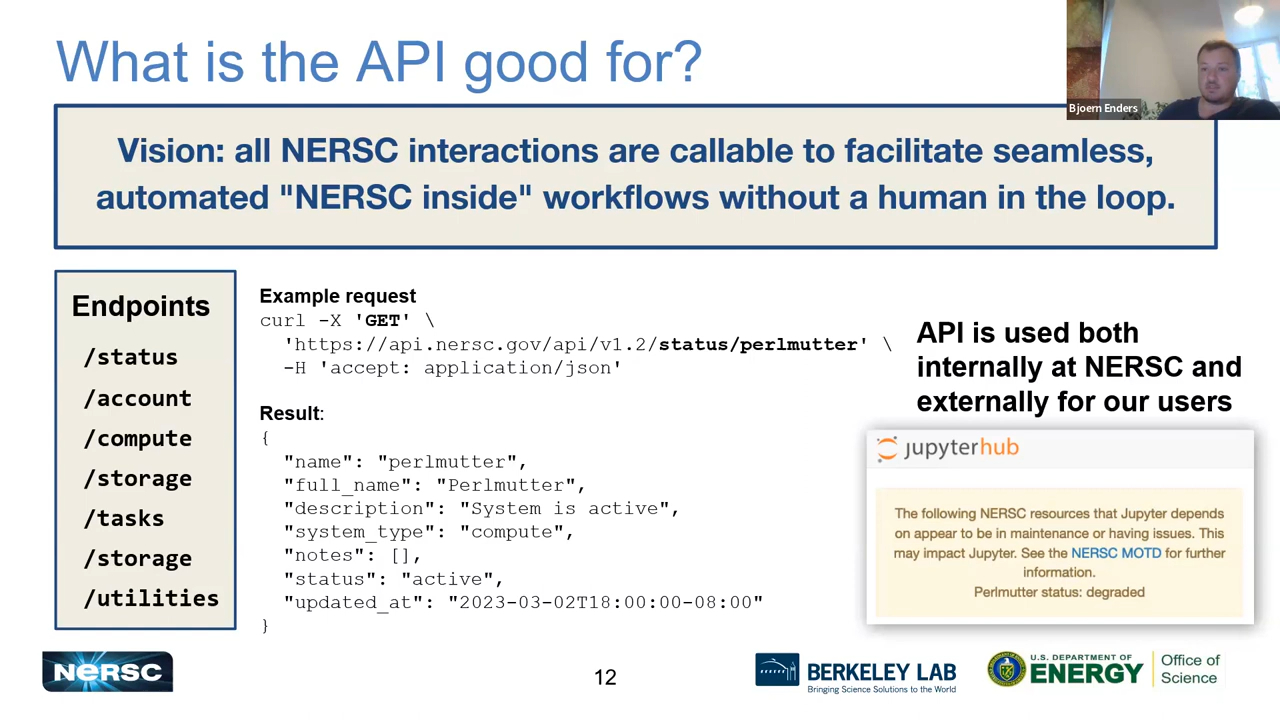 What is the API good for?
Bjoern Enders
Vision: all NERSC interactions are callable to facilitate seamless,
automated "NERSC inside" workflows without a human in the loop.
Endpoints
/status
/account
/compute
/storage
/tasks
/storage
/utilities
Example request
curl -X 'GET' \
'https://api.nersc.gov/api/v1.2/status/perlmutter' \
-H 'accept: application/json'
Result:
{
"name": "perlmutter",
"full_name": "Perlmutter",
"description": "System is active",
"system_type": "compute",
"notes": [],
"status": "active",
"updated_at": "2023-03-02T18:00:00-08:00"
}
API is used both
internally at NERSC and
externally for our users
jupyterhub
The following NERSC resources that Jupyter depends
on appear to be in maintenance or having issues. This
may impact Jupyter. See the NERSC MOTD for further
information.
Perlmutter status: degraded
NERSC
12
BERKELEY LAB
Bringing Science Solutions to the World
U.S. DEPARTMENT OF
ENERGY
Office of
Science